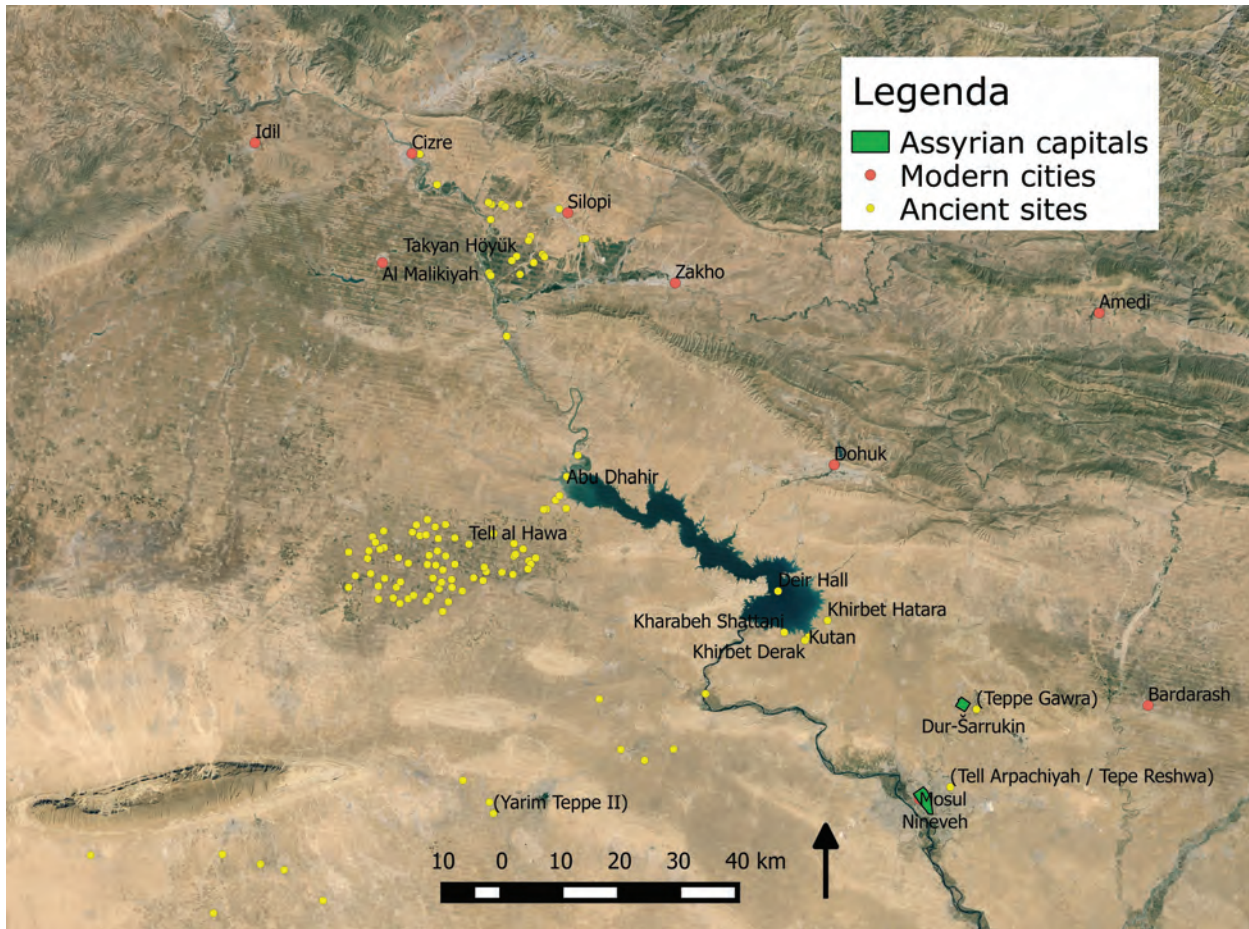 Legenda
Assyrian capitals
Modern cities
Ancient sites
Idil
Cizre
Silopi
Takyan Höyük
Al Malikiyah
Zakho
Amedi
Dohuk
Abu Dhahir
Tell al Hawa
Deir Hall
Khirbet Hatara
Kharabeh Shattani
Kutan
Khirbet Derak
(Teppe Gawra)
Bardarash
Dur-Šarrukin
(Tell Arpachiyah / Tepe Reshwa)
(Yarim Teppe II)
Mosul
Nineveh
10 0 10 20 30 40 km